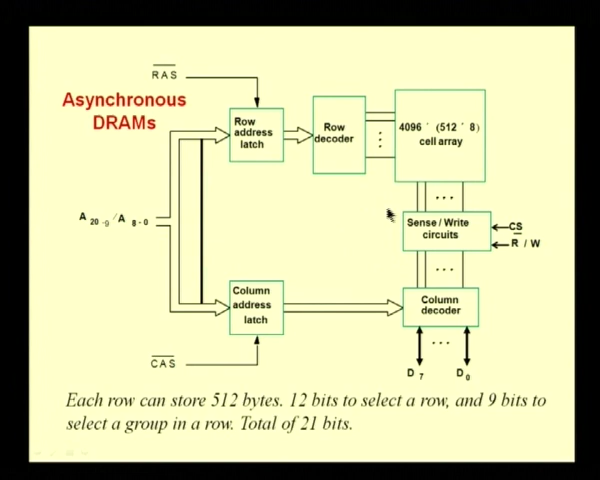 RAS
Asynchronous
DRAMs
Row
address
latch
Row
decoder
4096 ˙ (512 ˙ 8)
cell array
A 20-9 / A 8-0
Sense / Write
circuits
CS
R / W
Column
address
latch
Column
decoder
CAS
D 7
D 0
Each row can store 512 bytes. 12 bits to select a row, and 9 bits to
select a group in a row. Total of 21 bits.